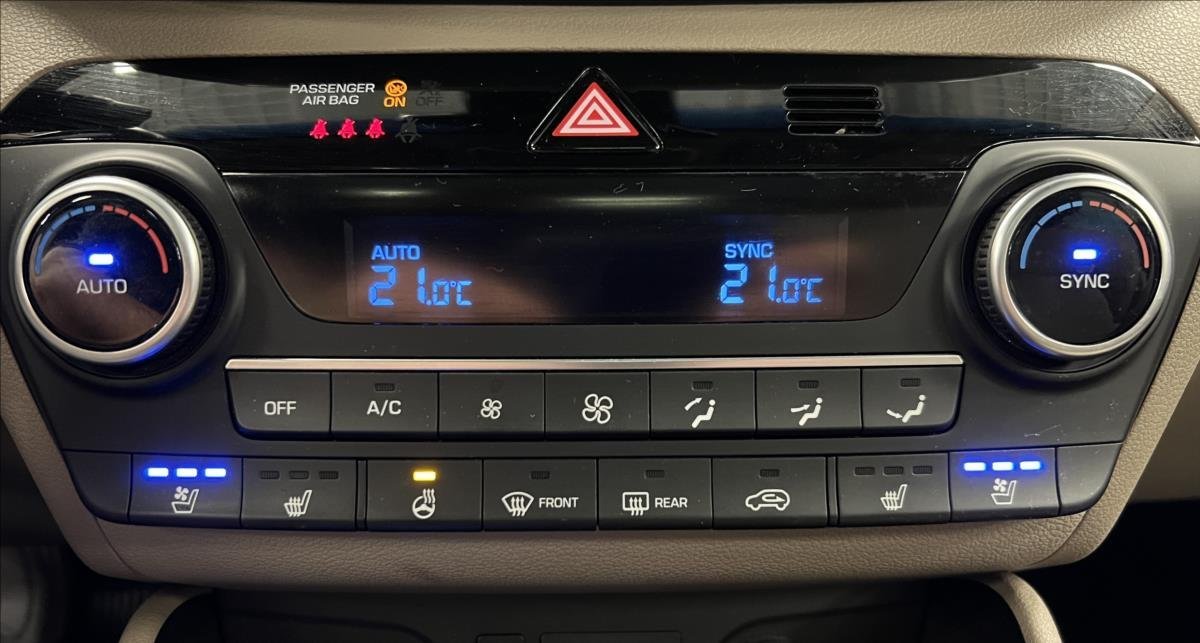 PASSENGER
AIR BAG
ON
OFF
AUTO
21.0°C
SYNC
21.0°C
AUTO
SYNC
OFF
A/C
FRONT
REAR